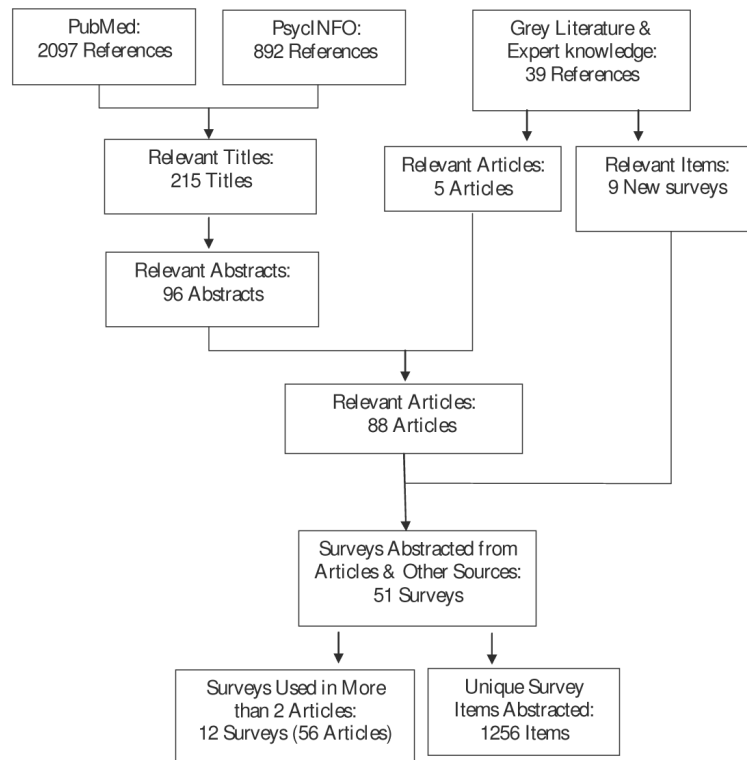 PubMed:
2097 References
PsycINFO:
892 References
Grey Literature &
Expert knowledge:
39 References
Relevant Titles:
215 Titles
Relevant Articles:
5 Articles
Relevant Items:
9 New surveys
Relevant Abstracts:
96 Abstracts
Relevant Articles:
88 Articles
Surveys Abstracted from
Articles & Other Sources:
51 Surveys
Surveys Used in More
than 2 Articles:
12 Surveys (56 Articles)
Unique Survey
Items Abstracted:
1256 Items